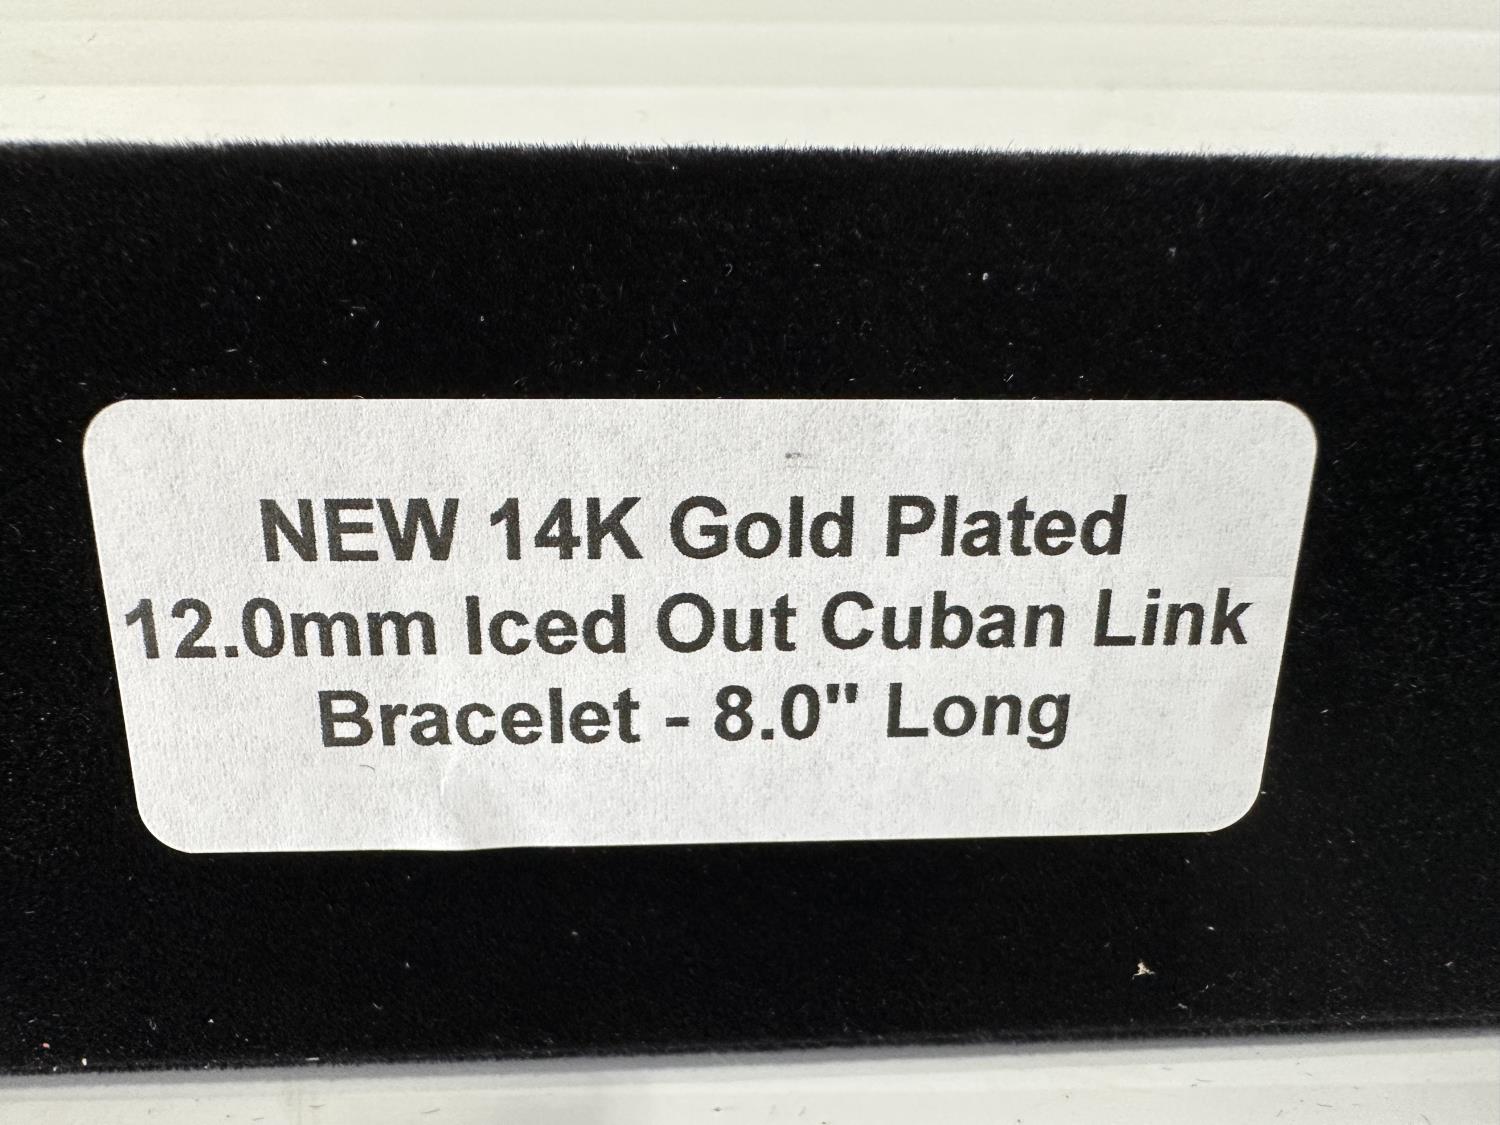 NEW 14K Gold Plated
12.0mm Iced Out Cuban Link
Bracelet - 8.0" Long